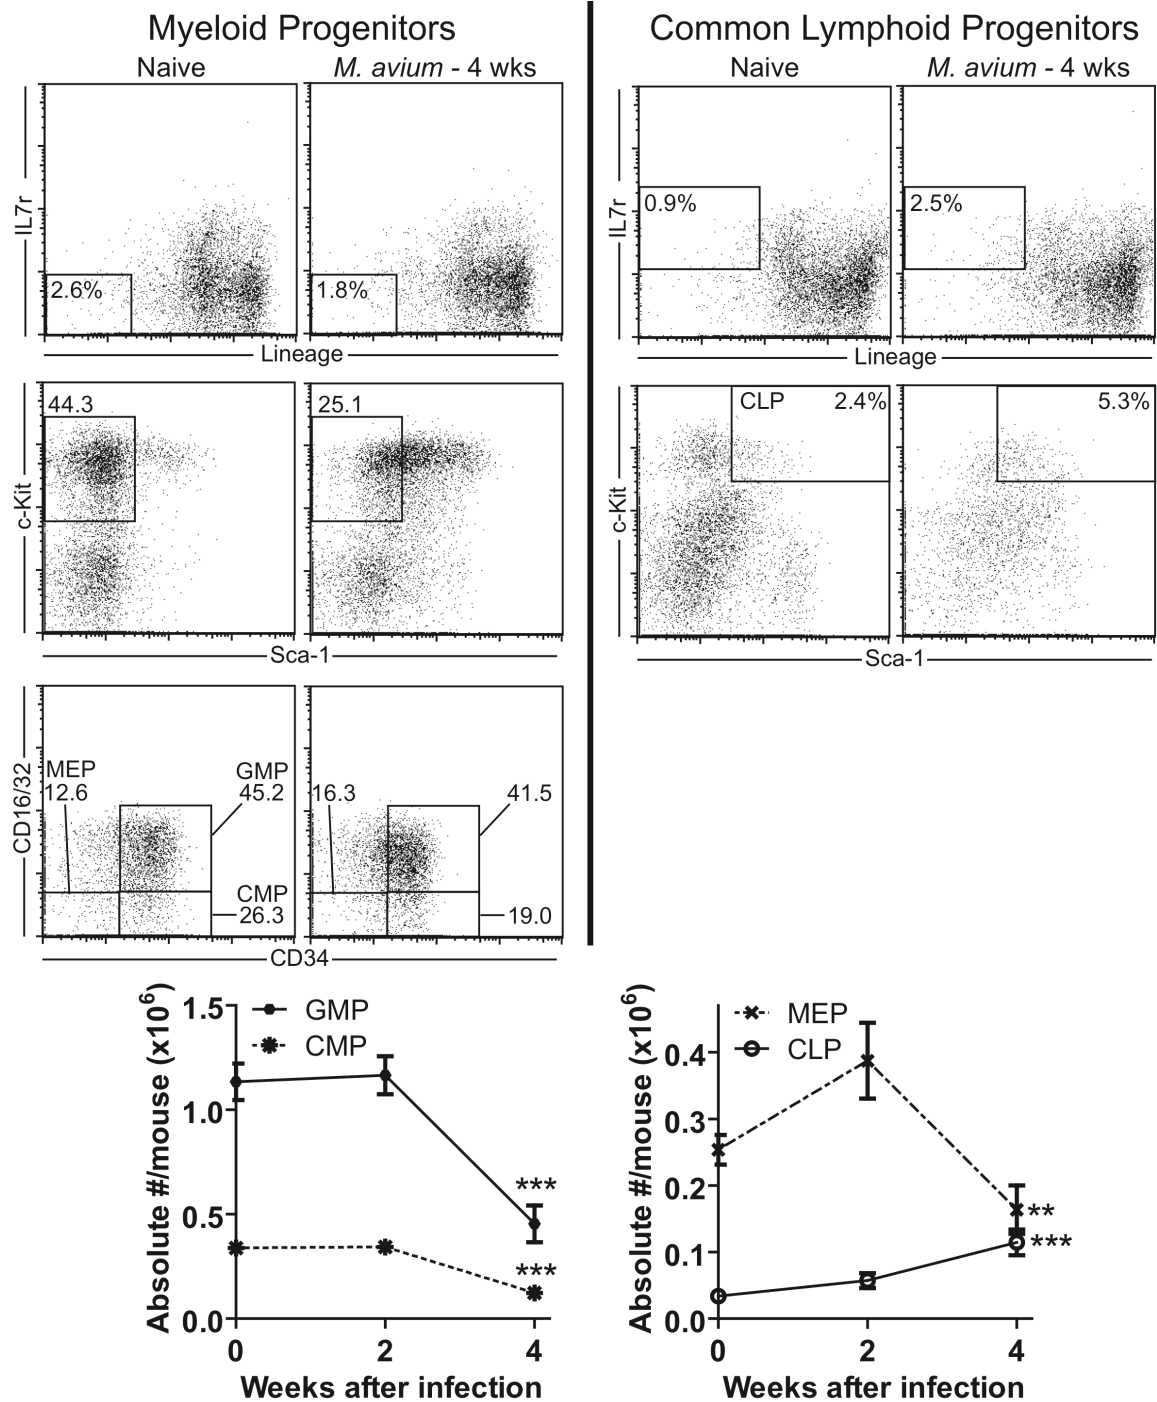 Myeloid Progenitors
Naive
M. avium - 4 wks
IL7r
2.6%
1.8%
Lineage
c-Kit
44.3
25.1
Sca-1
CD16/32
MEP
12.6
GMP
45.2
CMP
26.3
16.3
41.5
19.0
CD34
Common Lymphoid Progenitors
Naive
M. avium - 4 wks
IL7r
0.9%
2.5%
Lineage
c-Kit
CLP 2.4%
5.3%
Sca-1
Absolute #/mouse (x10⁶)
1.5
1.0
0.5
0.0
GMP
CMP
***
***
0 2 4
Weeks after infection
Absolute #/mouse (x10⁶)
0.4
0.3
0.2
0.1
0.0
MEP
CLP
**
***
0 2 4
Weeks after infection